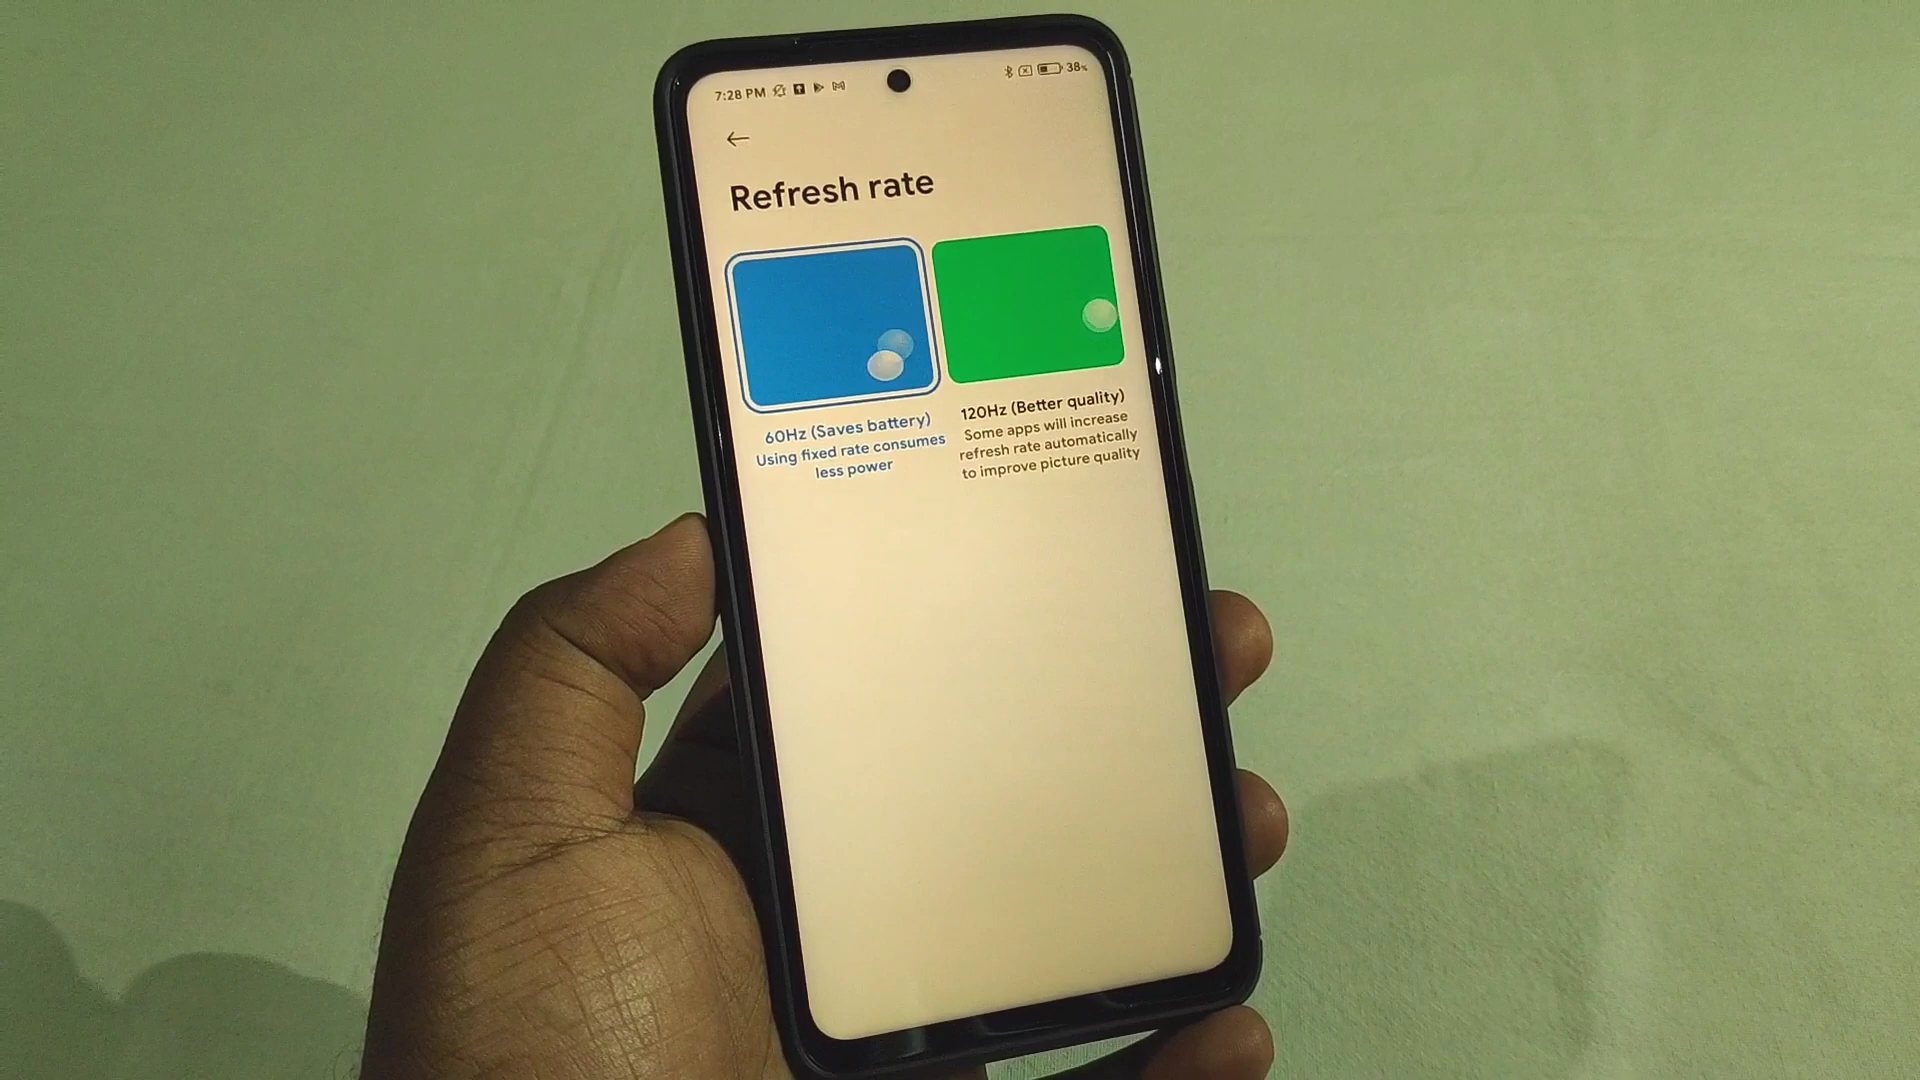 7:28 PM
38%
Refresh rate
60Hz (Saves battery)
Using fixed rate consumes
less power
120Hz (Better quality)
Some apps will increase
refresh rate automatically
to improve picture quality